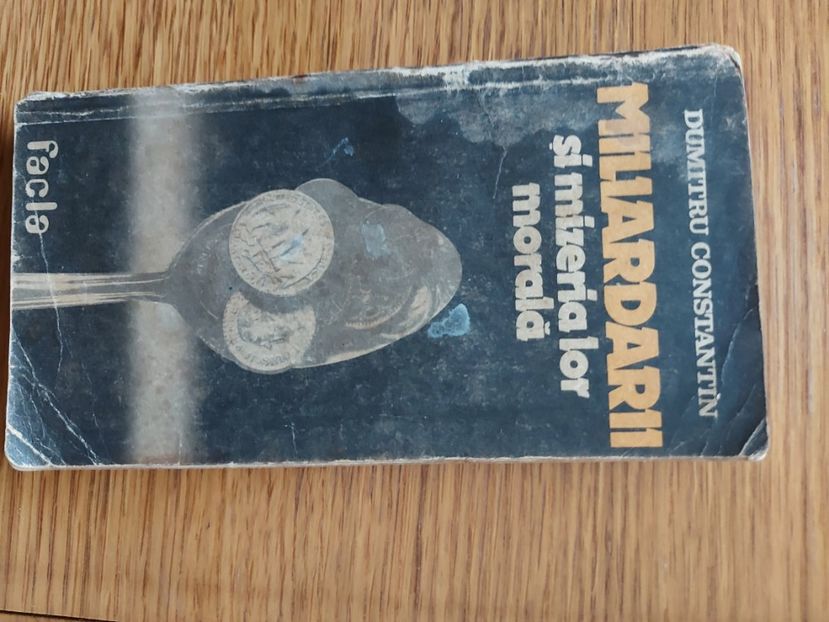 DUMITRU CONSTANTIN
MILIARDARII
și mizeria lor
morală
facla